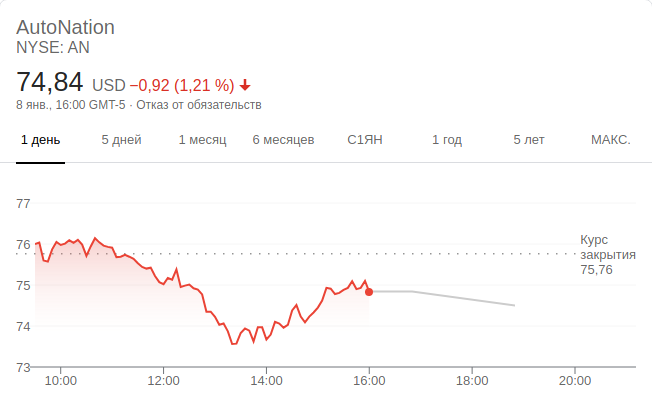 AutoNation
NYSE: AN
74,84 USD −0,92 (1,21 %)
8 янв., 16:00 GMT-5 · Отказ от обязательств
1 день 5 дней 1 месяц 6 месяцев С1ЯН 1 год 5 лет МАКС.
77
76
75
74
73
Курс
закрытия
75,76
10:00 12:00 14:00 16:00 18:00 20:00